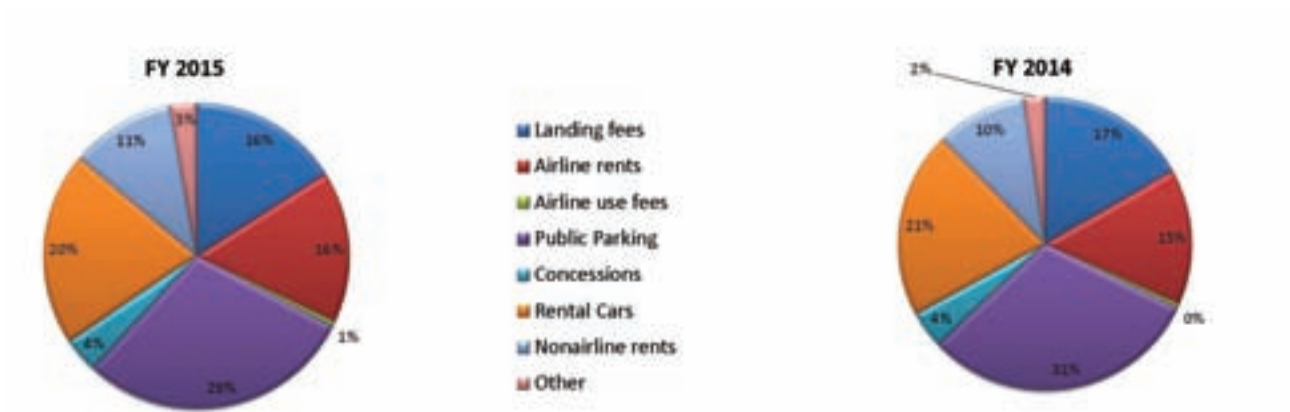 FY 2015
3%
16%
11%
20%
16%
4%
1%
29%
Landing fees
Airline rents
Airline use fees
Public Parking
Concessions
Rental Cars
Nonairline rents
Other
FY 2014
2%
17%
10%
21%
15%
4%
0%
31%